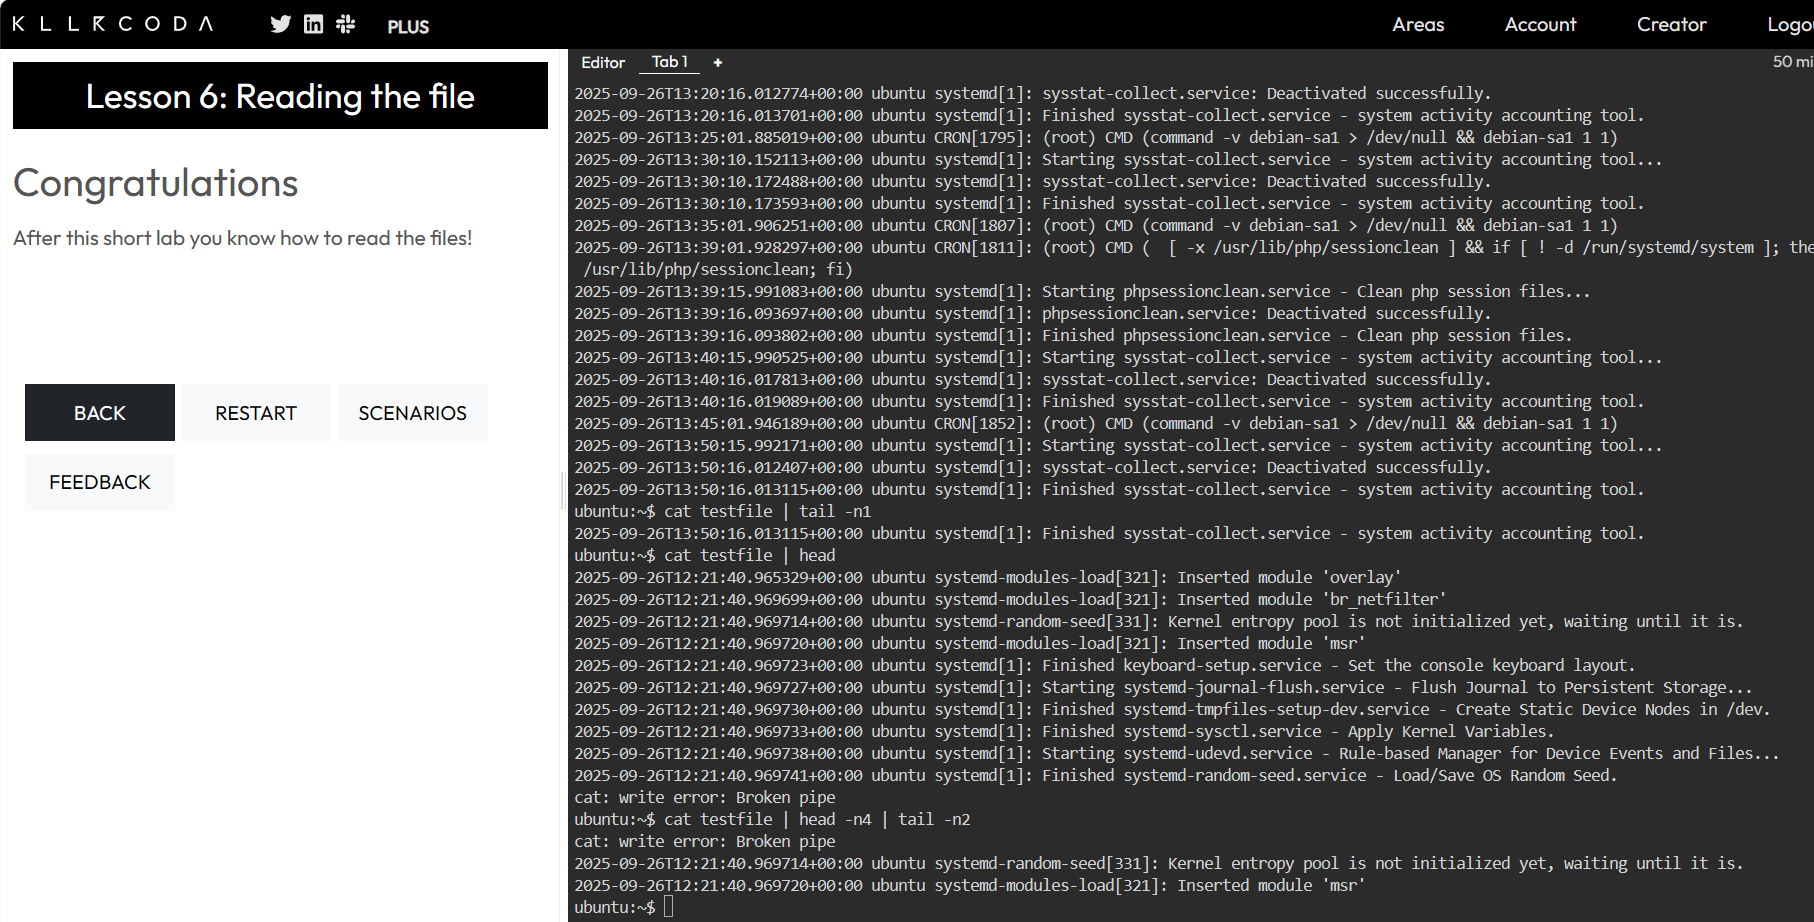 KLLRCODA
PLUS
Areas
Account
Creator
Logou
Lesson 6: Reading the file
Congratulations
After this short lab you know how to read the files!
BACK
RESTART
SCENARIOS
FEEDBACK
Editor
Tab 1
+
50 mi
2025-09-26T13:20:16.012774+00:00 ubuntu systemd[1]: sysstat-collect.service: Deactivated successfully.
2025-09-26T13:20:16.013701+00:00 ubuntu systemd[1]: Finished sysstat-collect.service - system activity accounting tool.
2025-09-26T13:25:01.885019+00:00 ubuntu CRON[1795]: (root) CMD (command -v debian-sa1 > /dev/null && debian-sa1 1 1)
2025-09-26T13:30:10.152113+00:00 ubuntu systemd[1]: Starting sysstat-collect.service - system activity accounting tool...
2025-09-26T13:30:10.172488+00:00 ubuntu systemd[1]: sysstat-collect.service: Deactivated successfully.
2025-09-26T13:30:10.173593+00:00 ubuntu systemd[1]: Finished sysstat-collect.service - system activity accounting tool.
2025-09-26T13:35:01.906251+00:00 ubuntu CRON[1807]: (root) CMD (command -v debian-sa1 > /dev/null && debian-sa1 1 1)
2025-09-26T13:39:01.928297+00:00 ubuntu CRON[1811]: (root) CMD (  [ -x /usr/lib/php/sessionclean ] && if [ ! -d /run/systemd/system ]; the
/usr/lib/php/sessionclean; fi)
2025-09-26T13:39:15.991083+00:00 ubuntu systemd[1]: Starting phpsessionclean.service - Clean php session files...
2025-09-26T13:39:16.093697+00:00 ubuntu systemd[1]: phpsessionclean.service: Deactivated successfully.
2025-09-26T13:39:16.093802+00:00 ubuntu systemd[1]: Finished phpsessionclean.service - Clean php session files.
2025-09-26T13:40:15.990525+00:00 ubuntu systemd[1]: Starting sysstat-collect.service - system activity accounting tool...
2025-09-26T13:40:16.017813+00:00 ubuntu systemd[1]: sysstat-collect.service: Deactivated successfully.
2025-09-26T13:40:16.019089+00:00 ubuntu systemd[1]: Finished sysstat-collect.service - system activity accounting tool.
2025-09-26T13:45:01.946189+00:00 ubuntu CRON[1852]: (root) CMD (command -v debian-sa1 > /dev/null && debian-sa1 1 1)
2025-09-26T13:50:15.992171+00:00 ubuntu systemd[1]: Starting sysstat-collect.service - system activity accounting tool...
2025-09-26T13:50:16.012407+00:00 ubuntu systemd[1]: sysstat-collect.service: Deactivated successfully.
2025-09-26T13:50:16.013115+00:00 ubuntu systemd[1]: Finished sysstat-collect.service - system activity accounting tool.
ubuntu:~$ cat testfile | tail -n1
2025-09-26T13:50:16.013115+00:00 ubuntu systemd[1]: Finished sysstat-collect.service - system activity accounting tool.
ubuntu:~$ cat testfile | head
2025-09-26T12:21:40.965329+00:00 ubuntu systemd-modules-load[321]: Inserted module 'overlay'
2025-09-26T12:21:40.969699+00:00 ubuntu systemd-modules-load[321]: Inserted module 'br_netfilter'
2025-09-26T12:21:40.969714+00:00 ubuntu systemd-random-seed[331]: Kernel entropy pool is not initialized yet, waiting until it is.
2025-09-26T12:21:40.969720+00:00 ubuntu systemd-modules-load[321]: Inserted module 'msr'
2025-09-26T12:21:40.969723+00:00 ubuntu systemd[1]: Finished keyboard-setup.service - Set the console keyboard layout.
2025-09-26T12:21:40.969727+00:00 ubuntu systemd[1]: Starting systemd-journal-flush.service - Flush Journal to Persistent Storage...
2025-09-26T12:21:40.969730+00:00 ubuntu systemd[1]: Finished systemd-tmpfiles-setup-dev.service - Create Static Device Nodes in /dev.
2025-09-26T12:21:40.969733+00:00 ubuntu systemd[1]: Finished systemd-sysctl.service - Apply Kernel Variables.
2025-09-26T12:21:40.969738+00:00 ubuntu systemd[1]: Starting systemd-udevd.service - Rule-based Manager for Device Events and Files...
2025-09-26T12:21:40.969741+00:00 ubuntu systemd[1]: Finished systemd-random-seed.service - Load/Save OS Random Seed.
cat: write error: Broken pipe
ubuntu:~$ cat testfile | head -n4 | tail -n2
cat: write error: Broken pipe
2025-09-26T12:21:40.969714+00:00 ubuntu systemd-random-seed[331]: Kernel entropy pool is not initialized yet, waiting until it is.
2025-09-26T12:21:40.969720+00:00 ubuntu systemd-modules-load[321]: Inserted module 'msr'
ubuntu:~$